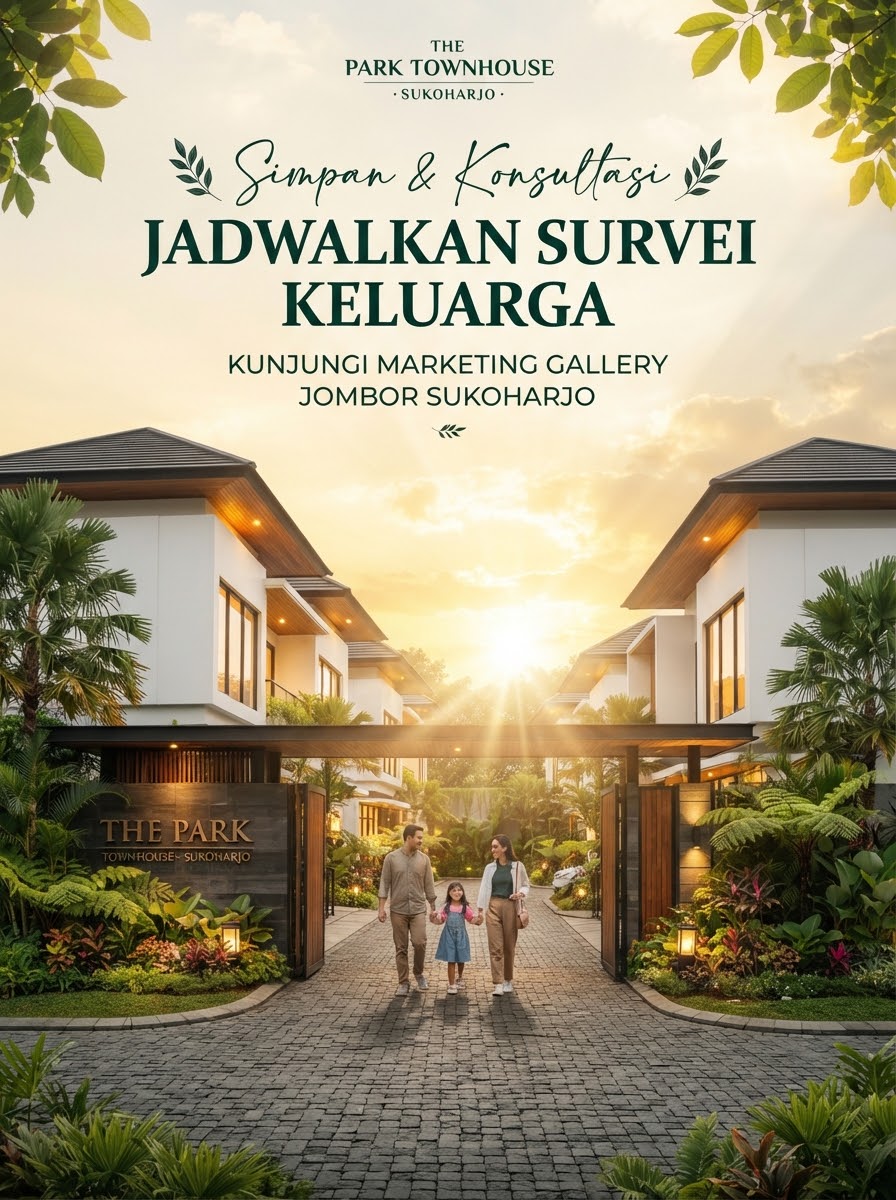 THE
PARK TOWNHOUSE
· SUKOHARJO ·
Simpan & Konsultasi
JADWALKAN SURVEI
KELUARGA
KUNJUNGI MARKETING GALLERY
JOMBOR SUKOHARJO
THE PARK
TOWNHOUSE - SUKOHARJO